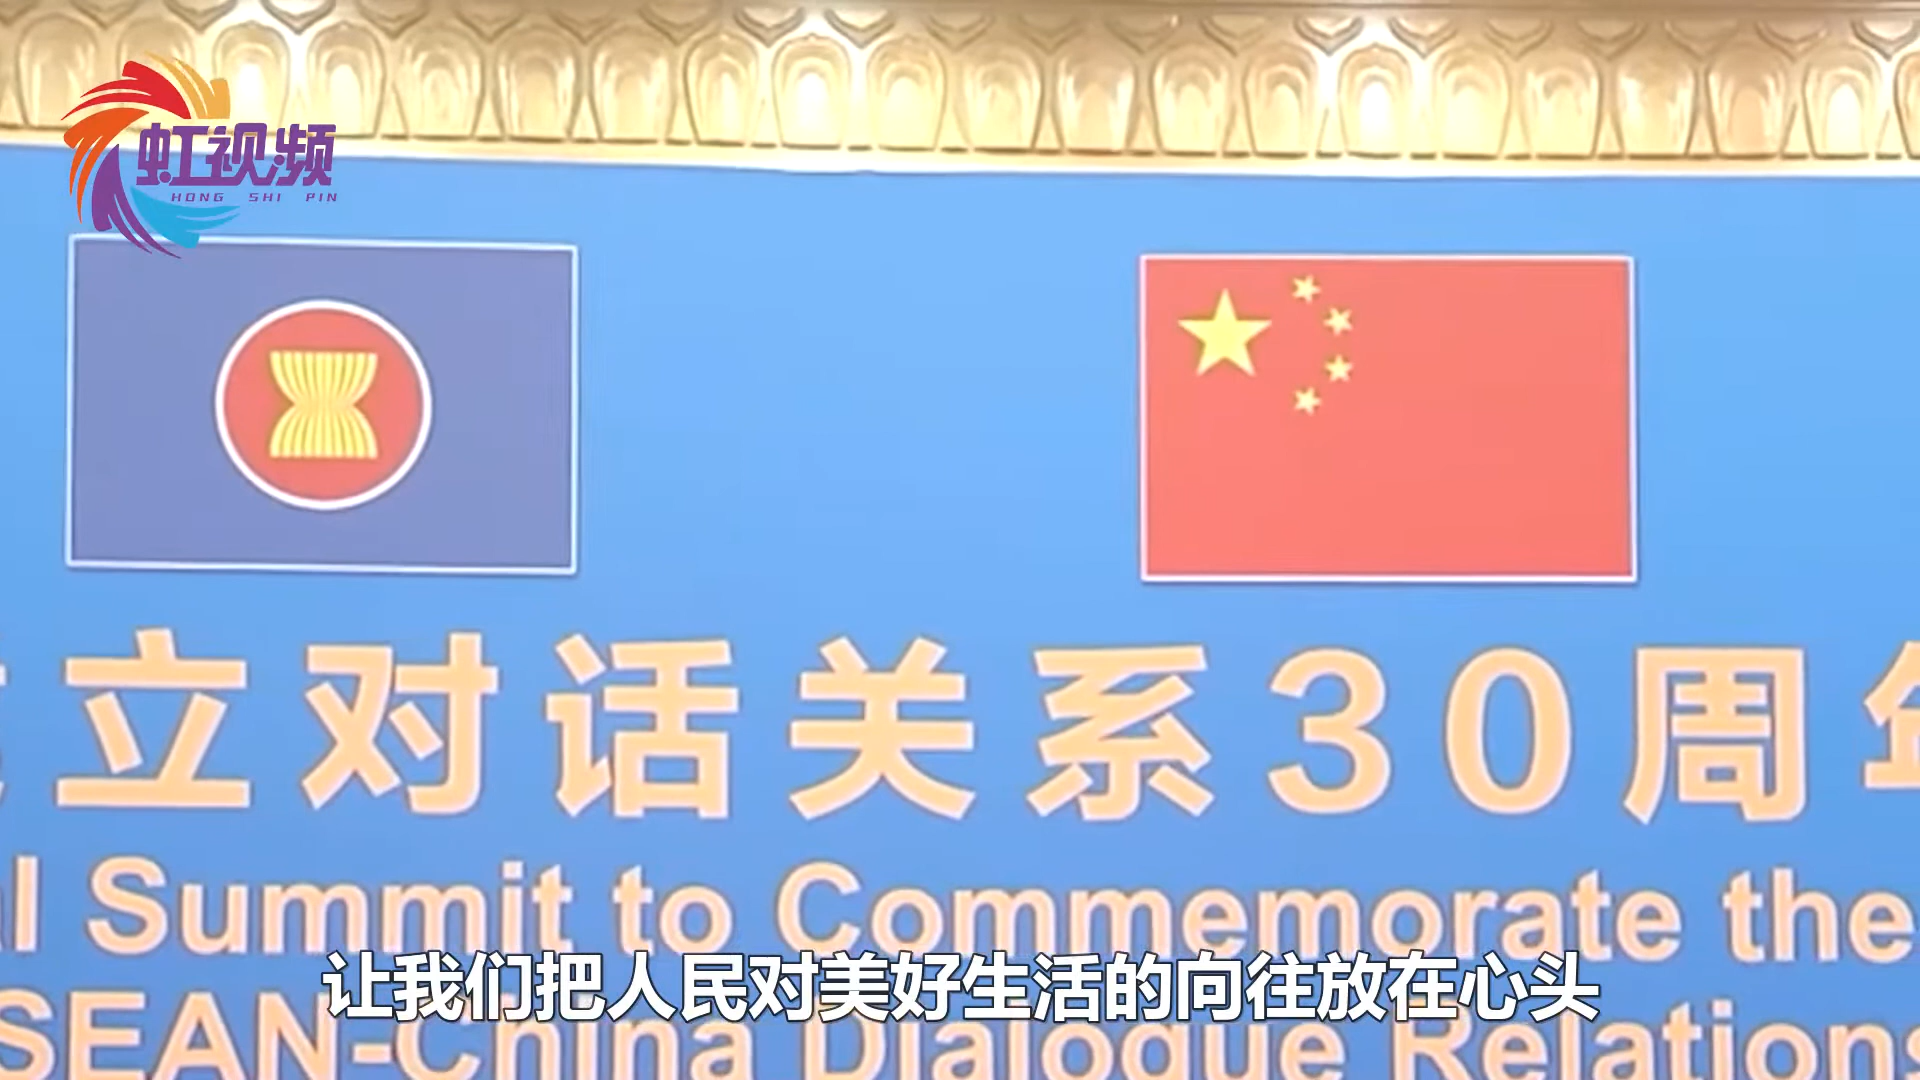 虹视频
HONG SHI PIN
立对话关系30周年
al Summit to Commemorate the
让我们把人民对美好生活的向往放在心头
SEAN-China Dialogue Relations